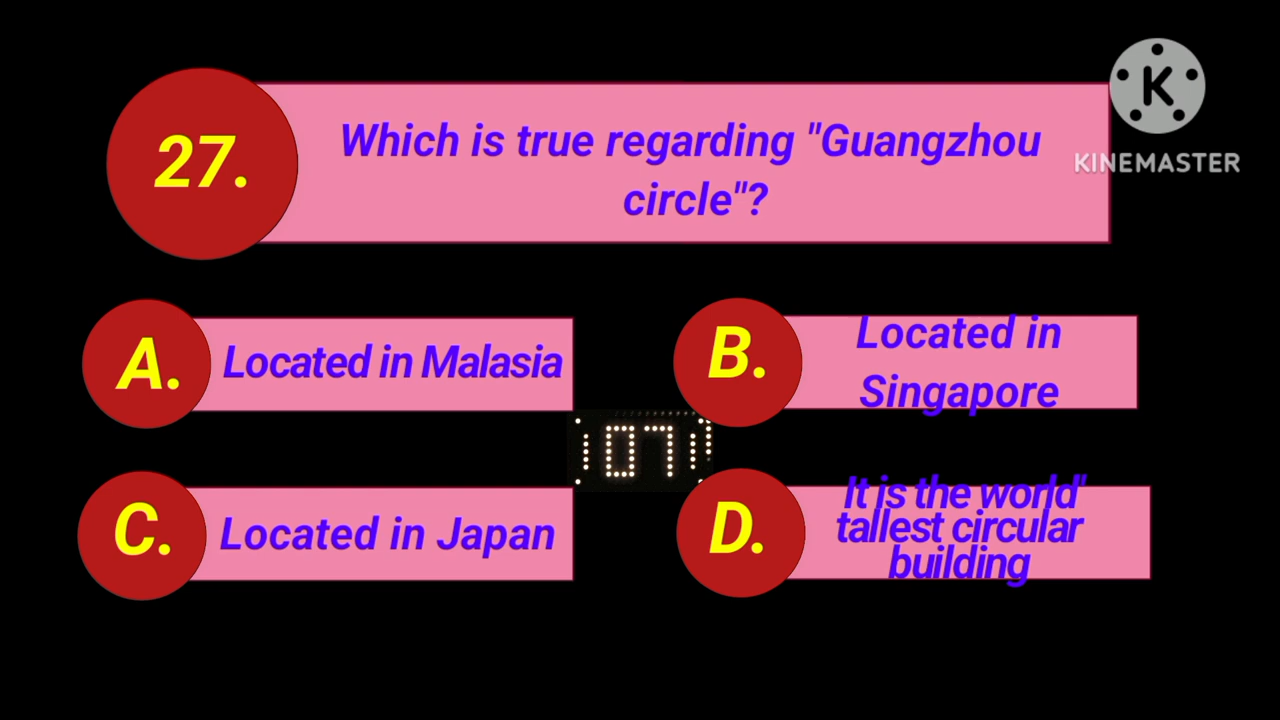 27.
Which is true regarding "Guangzhou
circle"?
K
KINEMASTER
A.
Located in Malasia
B.
Located in
Singapore
07
C.
Located in Japan
D.
It is the world"
tallest circular
building